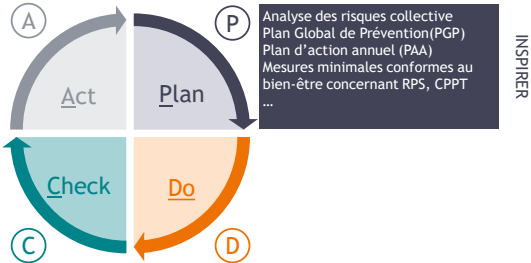 A
P
Act
Plan
Check
Do
C
D
Analyse des risques collective
Plan Global de Prévention(PGP)
Plan d'action annuel (PAA)
Mesures minimales conformes au
bien-être concernant RPS, CPPT
...
INSPIRER